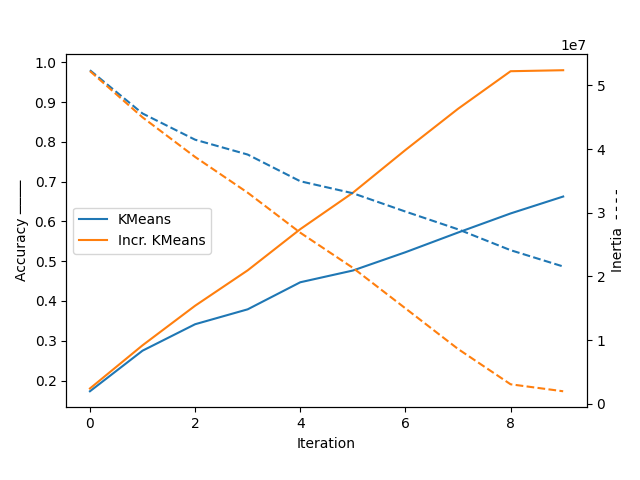 1e7
1.0
0.9
0.8
0.7
0.6
0.5
0.4
0.3
0.2
Accuracy ——
KMeans
Incr. KMeans
5
4
3
2
1
0
Inertia ----
0 2 4 6 8
Iteration